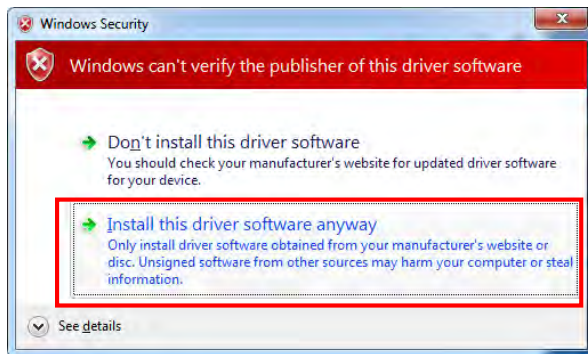 Windows Security
Windows can't verify the publisher of this driver software
Don't install this driver software
You should check your manufacturer's website for updated driver software
for your device.
Install this driver software anyway
Only install driver software obtained from your manufacturer's website or
disc. Unsigned software from other sources may harm your computer or steal
information.
See details